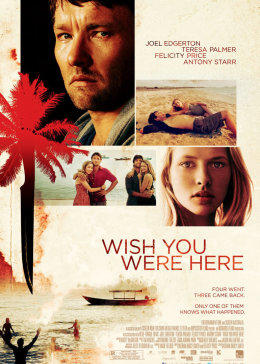 JOEL EDGERTON
TERESA PALMER
FELICITY PRICE
ANTONY STARR
WISH YOU
WERE HERE
FOUR WENT.
THREE CAME BACK.
ONLY ONE OF THEM
KNOWS WHAT HAPPENED.